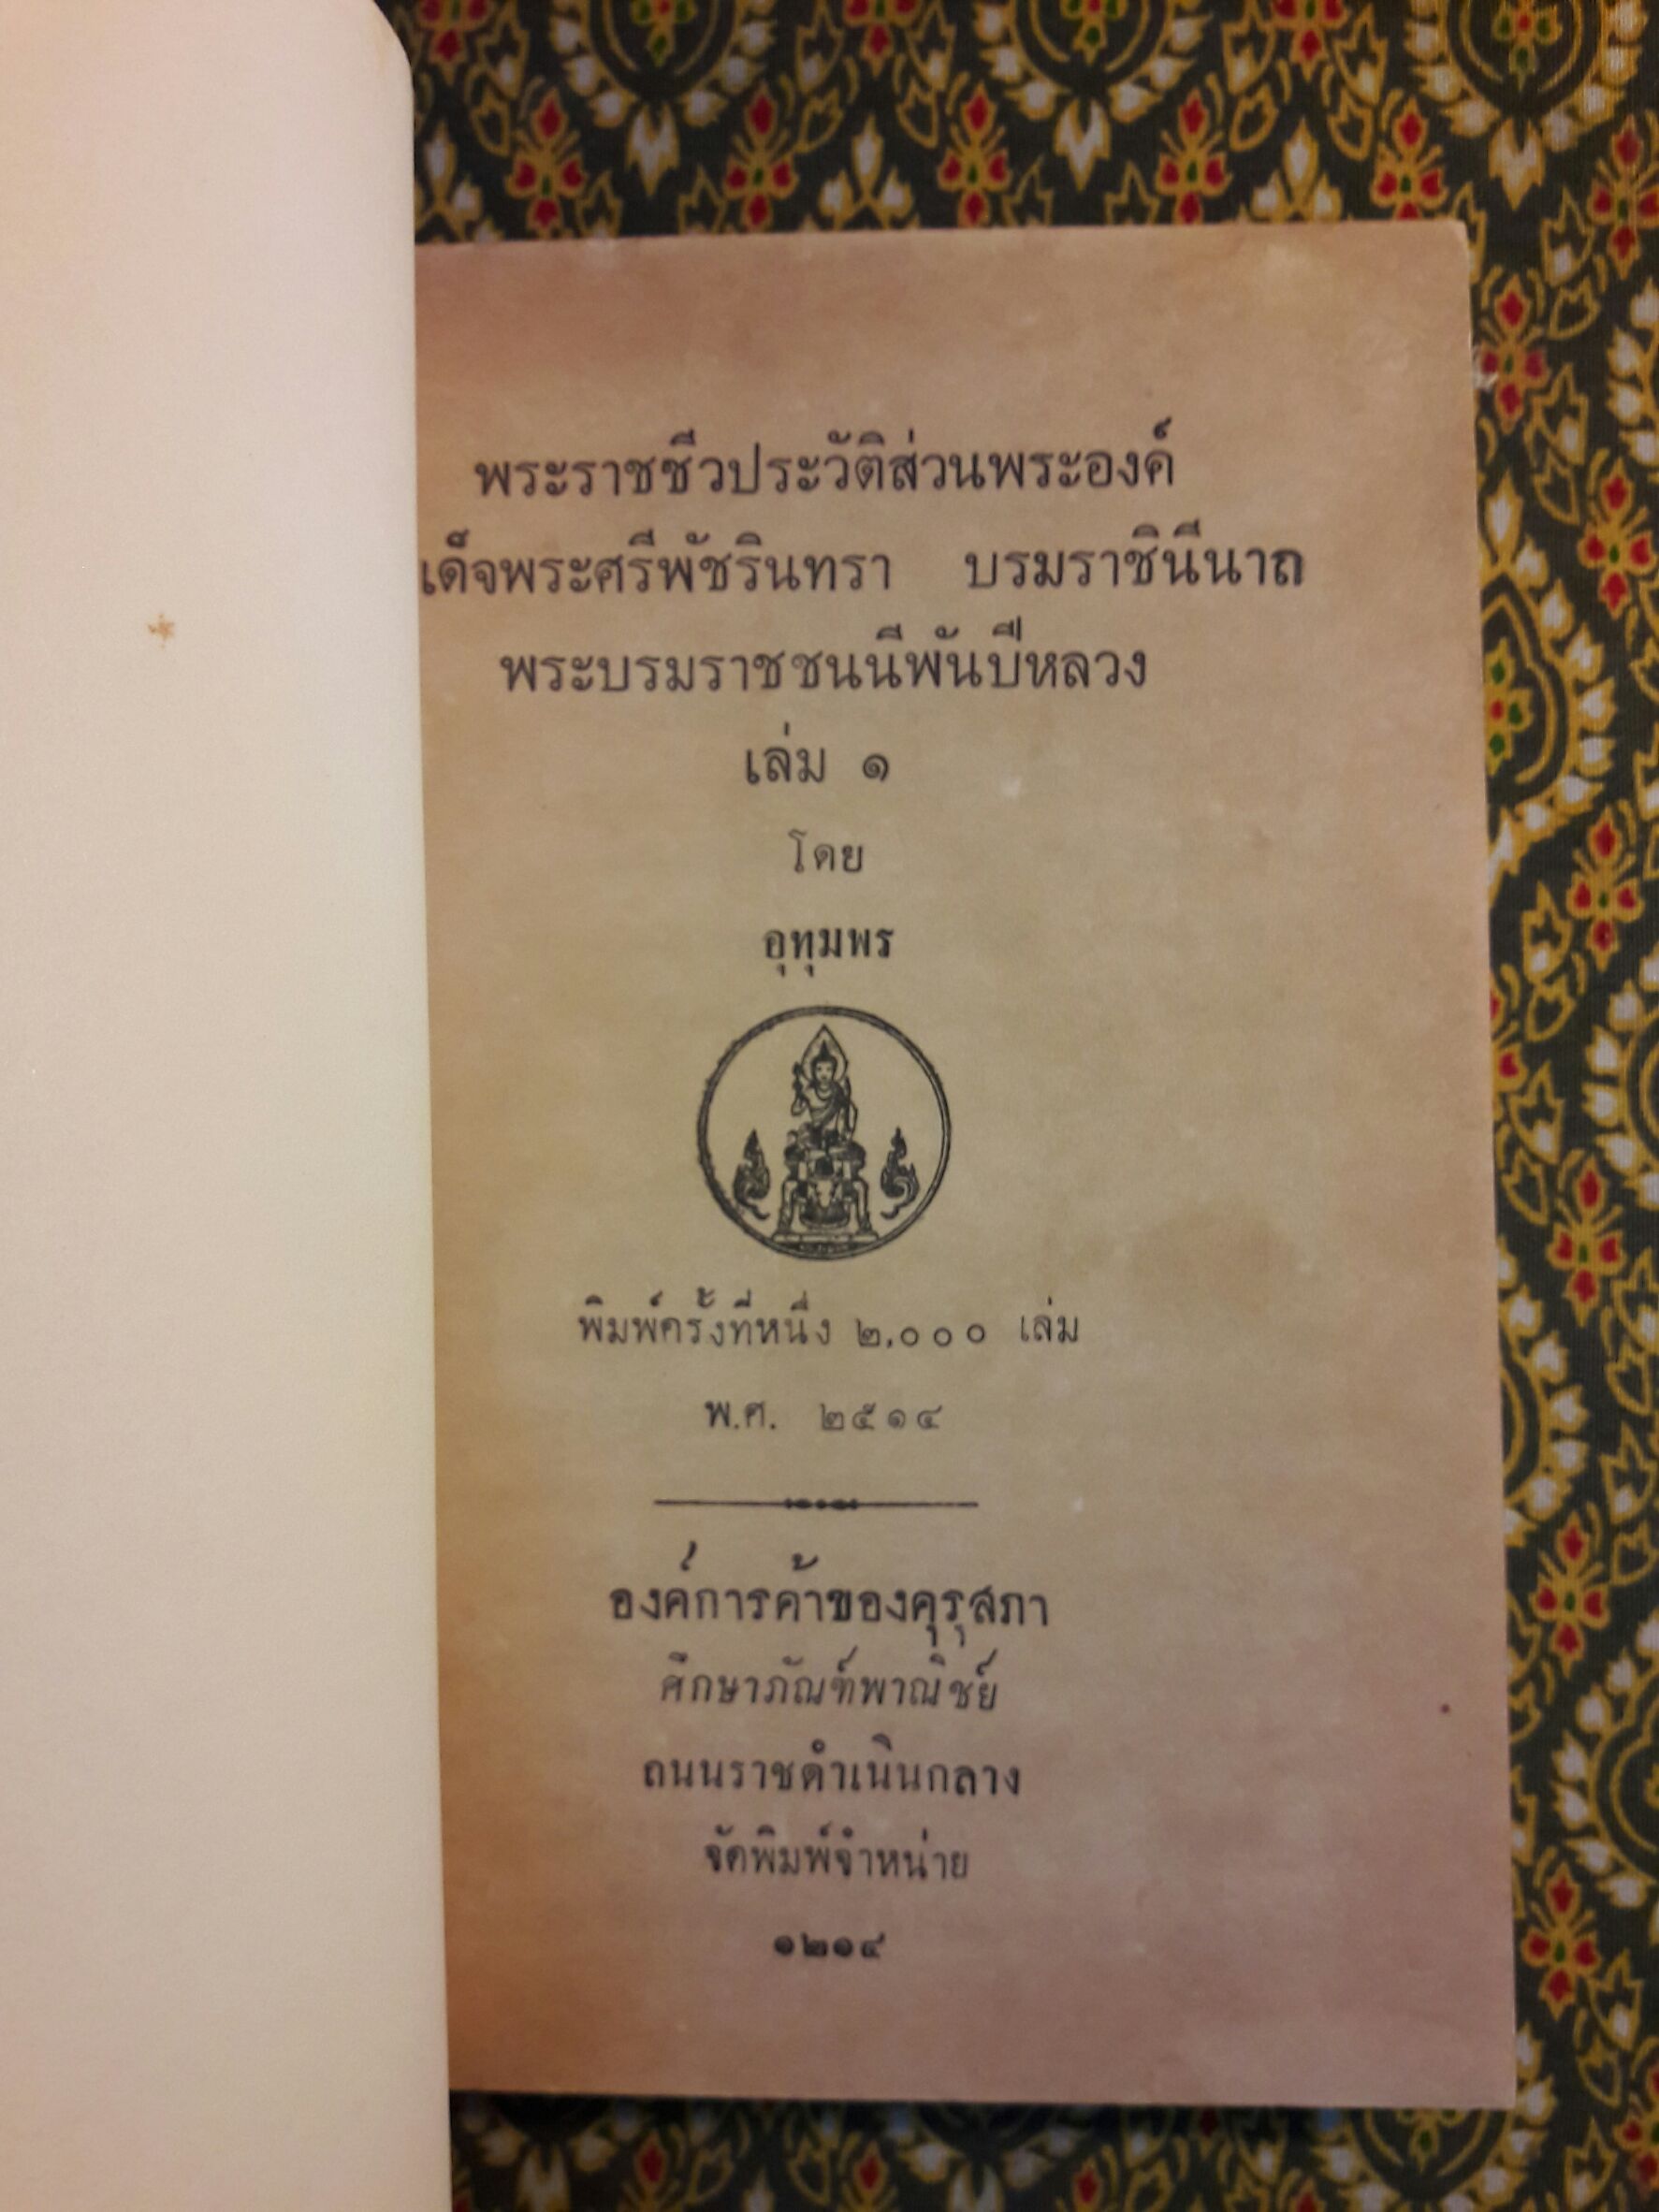 พระราชชีวประวัติส่วนพระองค์
เด็จพระศรีพัชรินทรา บรมราชินีนาถ
พระบรมราชชนนีพันปีหลวง
เล่ม ๑
โดย
อุทุมพร
พิมพ์ครั้งที่หนึ่ง ๒,๐๐๐ เล่ม
พ.ศ. ๒๕๑๔
องค์การค้าของคุรุสภา
ศึกษาภัณฑ์พาณิชย์
ถนนราชดำเนินกลาง
จัดพิมพ์จำหน่าย
๑๒๑๔